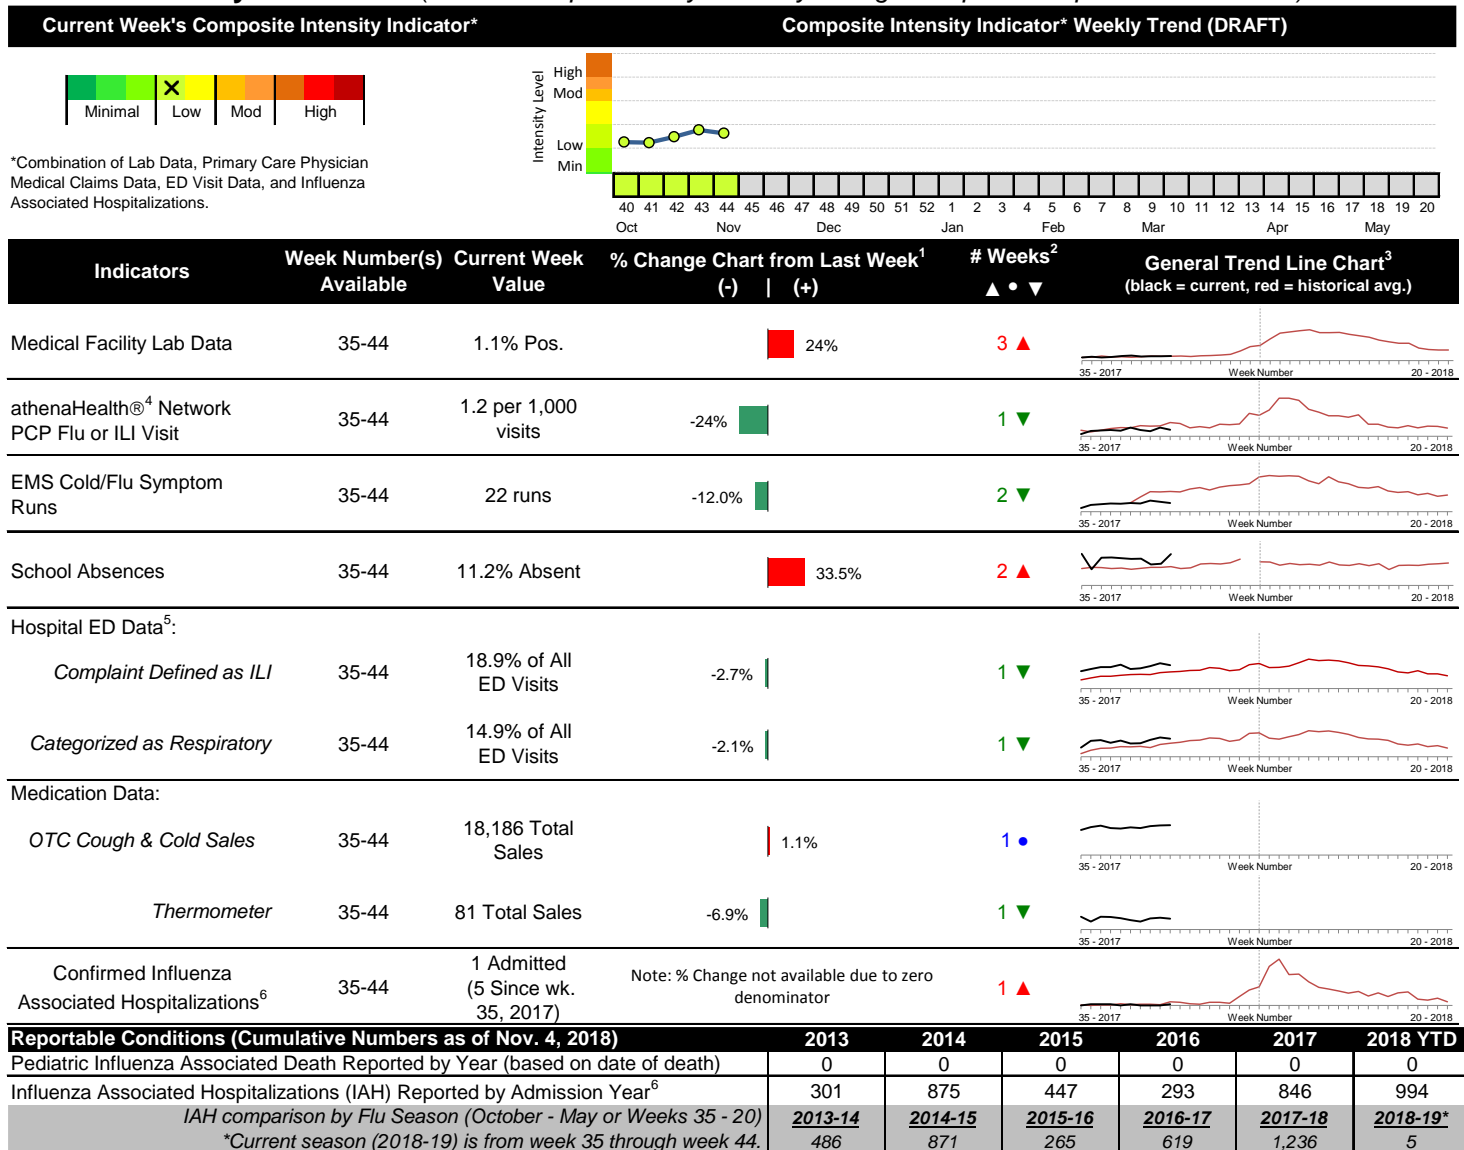 Current Week's Composite Intensity Indicator*
Composite Intensity Indicator* Weekly Trend (DRAFT)
Minimal Low Mod High
*Combination of Lab Data, Primary Care Physician
Medical Claims Data, ED Visit Data, and Influenza
Associated Hospitalizations.
Intensity Level
High
Mod
Low
Min
40 41 42 43 44 45 46 47 48 49 50 51 52 1 2 3 4 5 6 7 8 9 10 11 12 13 14 15 16 17 18 19 20
Oct Nov Dec Jan Feb Mar Apr May
Indicators
Week Number(s)
Available
Current Week
Value
% Change Chart from Last Week1
(-) | (+)
# Weeks2
▲ ● ▼
General Trend Line Chart3
(black = current, red = historical avg.)
Medical Facility Lab Data 35-44 1.1% Pos. 24% 3 ▲
35 - 2017 Week Number 20 - 2018
athenaHealth®4 Network
PCP Flu or ILI Visit
35-44
1.2 per 1,000
visits
-24% 1 ▼
35 - 2017 Week Number 20 - 2018
EMS Cold/Flu Symptom
Runs
35-44 22 runs -12.0% 2 ▼
35 - 2017 Week Number 20 - 2018
School Absences 35-44 11.2% Absent 33.5% 2 ▲
35 - 2017 Week Number 20 - 2018
Hospital ED Data5:
Complaint Defined as ILI 35-44
18.9% of All
ED Visits
-2.7% 1 ▼
35 - 2017 Week Number 20 - 2018
Categorized as Respiratory 35-44
14.9% of All
ED Visits
-2.1% 1 ▼
35 - 2017 Week Number 20 - 2018
Medication Data:
OTC Cough & Cold Sales 35-44
18,186 Total
Sales
1.1% 1 ●
35 - 2017 Week Number 20 - 2018
Thermometer 35-44 81 Total Sales -6.9% 1 ▼
35 - 2017 Week Number 20 - 2018
Confirmed Influenza
Associated Hospitalizations6
35-44
1 Admitted
(5 Since wk.
35, 2017)
Note: % Change not available due to zero
denominator
1 ▲
35 - 2017 Week Number 20 - 2018
Reportable Conditions (Cumulative Numbers as of Nov. 4, 2018) 2013 2014 2015 2016 2017 2018 YTD
Pediatric Influenza Associated Death Reported by Year (based on date of death) 0 0 0 0 0 0
Influenza Associated Hospitalizations (IAH) Reported by Admission Year6 301 875 447 293 846 994
IAH comparison by Flu Season (October - May or Weeks 35 - 20) 2013-14 2014-15 2015-16 2016-17 2017-18 2018-19*
*Current season (2018-19) is from week 35 through week 44. 486 871 265 619 1,236 5